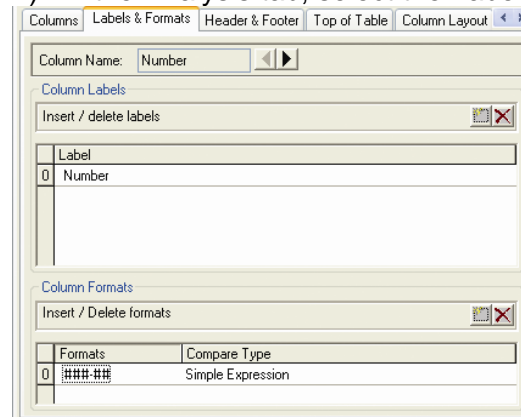 Columns Labels & Formats Header & Footer Top of Table Column Layout
Column Name: Number
Column Labels
Insert / delete labels
Label
0 Number
Column Formats
Insert / Delete formats
Formats Compare Type
0 ###-## Simple Expression